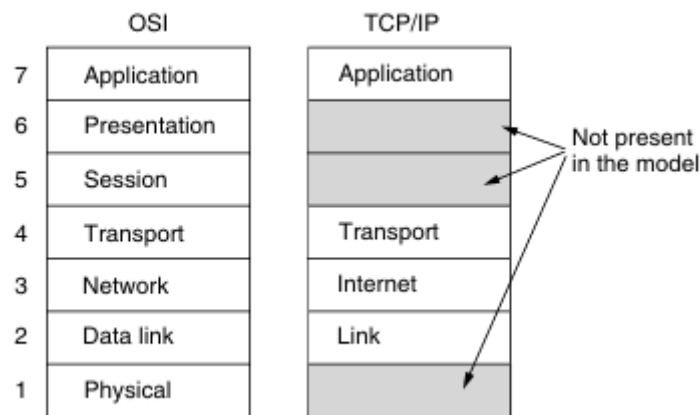 OSI TCP/IP
7 Application Application
6 Presentation
5 Session
4 Transport Transport
3 Network Internet
2 Data link Link
1 Physical
Not present
in the model